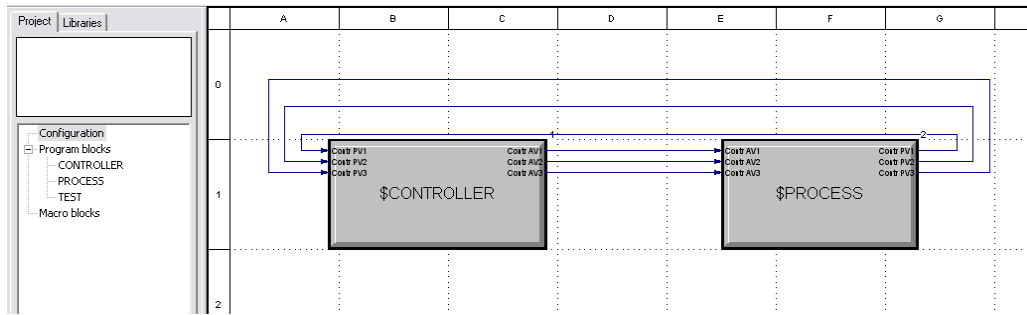 Project Libraries
A B C D E F G
0
Configuration
Program blocks
CONTROLLER
PROCESS
TEST
Macro blocks
1 2
Contr PV1 Contr AV1 Contr AV1 Contr PV1
Contr PV2 Contr AV2 Contr AV2 Contr PV2
Contr PV3 Contr AV3 Contr AV3 Contr PV3
1 $CONTROLLER $PROCESS
2